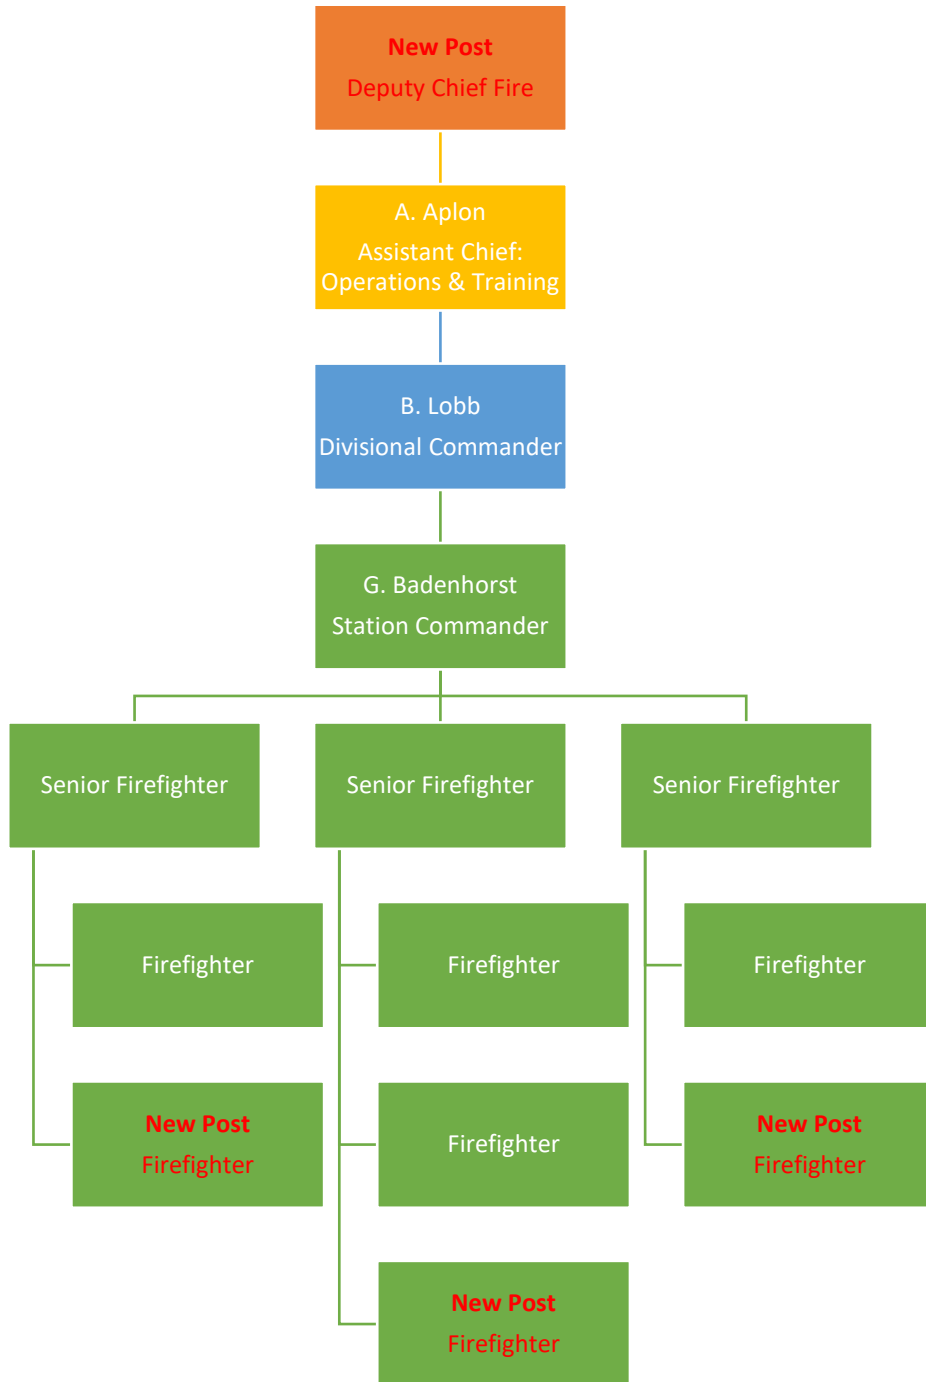 New Post
Deputy Chief Fire
A. Aplon
Assistant Chief:
Operations & Training
B. Lobb
Divisional Commander
G. Badenhorst
Station Commander
Senior Firefighter
Senior Firefighter
Senior Firefighter
Firefighter
Firefighter
Firefighter
New Post
Firefighter
Firefighter
New Post
Firefighter
New Post
Firefighter